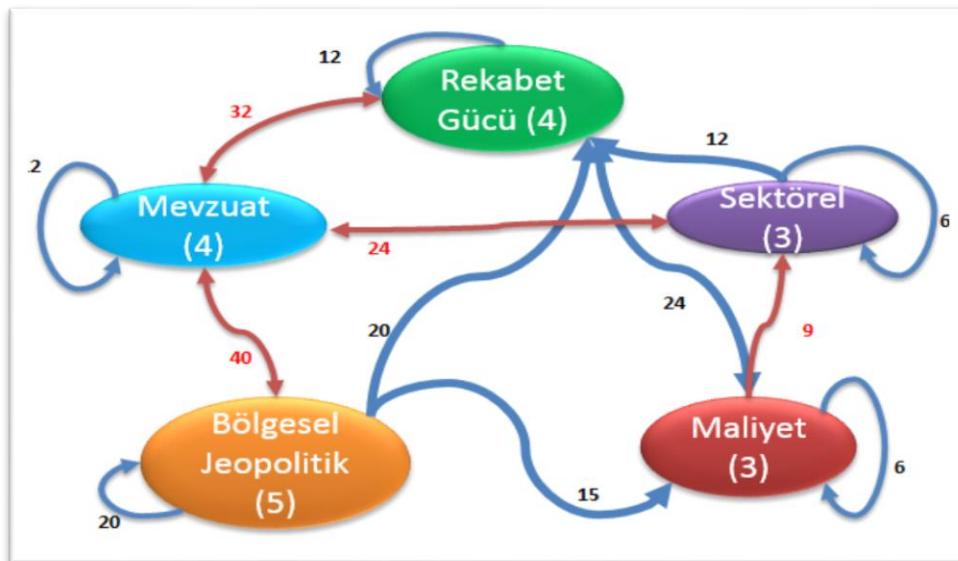 12
Rekabet
Gücü (4)
32
12
.2
Mevzuat
(4)
Sektörel
(3)
6
24
20
24
9
40
Bölgesel
Jeopolitik
(5)
Maliyet
(3)
6
15
20